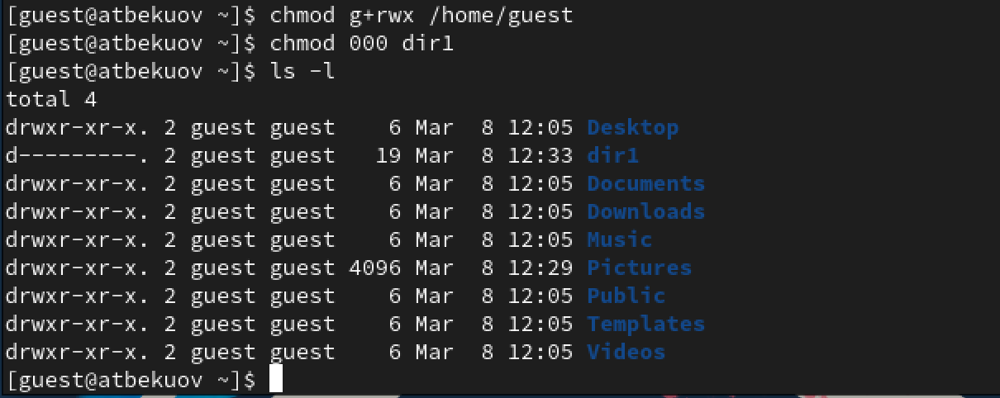 [guest@atbekuov ~]$ chmod g+rwx /home/guest
[guest@atbekuov ~]$ chmod 000 dir1
[guest@atbekuov ~]$ ls -l
total 4
drwxr-xr-x. 2 guest guest    6 Mar  8 12:05 Desktop
d---------. 2 guest guest   19 Mar  8 12:33 dir1
drwxr-xr-x. 2 guest guest    6 Mar  8 12:05 Documents
drwxr-xr-x. 2 guest guest    6 Mar  8 12:05 Downloads
drwxr-xr-x. 2 guest guest    6 Mar  8 12:05 Music
drwxr-xr-x. 2 guest guest 4096 Mar  8 12:29 Pictures
drwxr-xr-x. 2 guest guest    6 Mar  8 12:05 Public
drwxr-xr-x. 2 guest guest    6 Mar  8 12:05 Templates
drwxr-xr-x. 2 guest guest    6 Mar  8 12:05 Videos
[guest@atbekuov ~]$